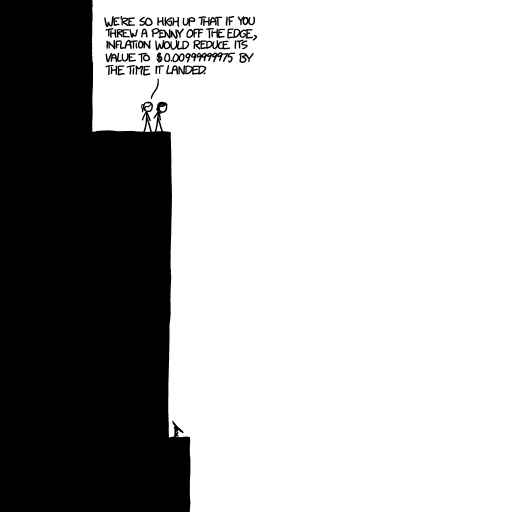 WE'RE SO HIGH UP THAT IF YOU
THREW A PENNY OFF THE EDGE,
INFLATION WOULD REDUCE ITS
VALUE TO $0.00999999975 BY
THE TIME IT LANDED.